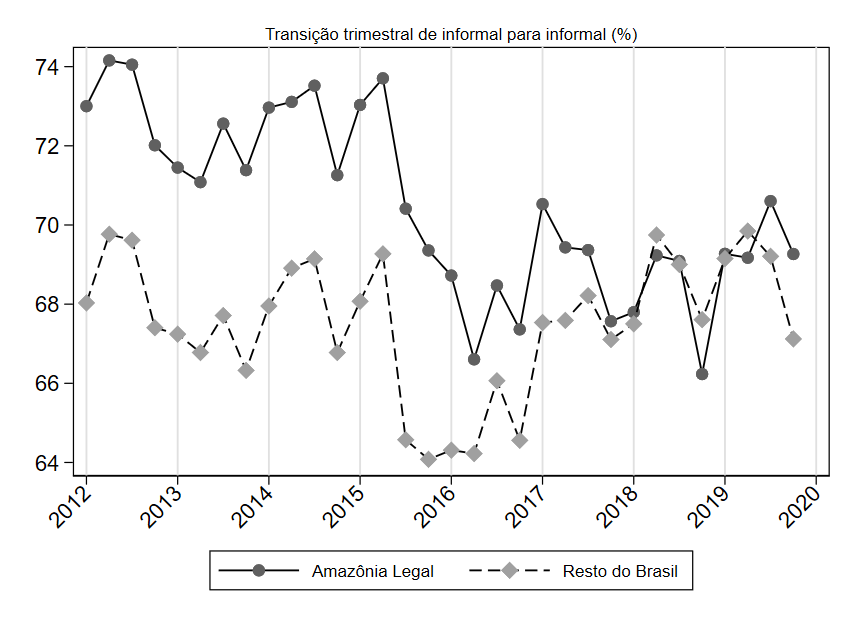 Transição trimestral de informal para informal (%)
74
72
70
68
66
64
2012 2013 2014 2015 2016 2017 2018 2019 2020
Amazônia Legal Resto do Brasil